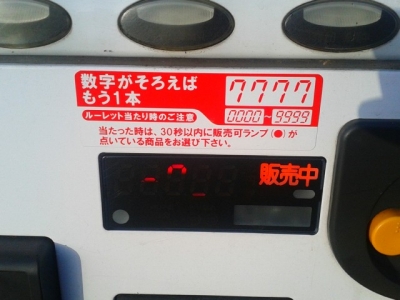 数字がそろえば
もう1本
7777
ルーレット当たり時のご注意
0000~9999
当たった時は、30秒以内に販売可ランプ(●)が
点いている商品をお選び下さい。
販売中